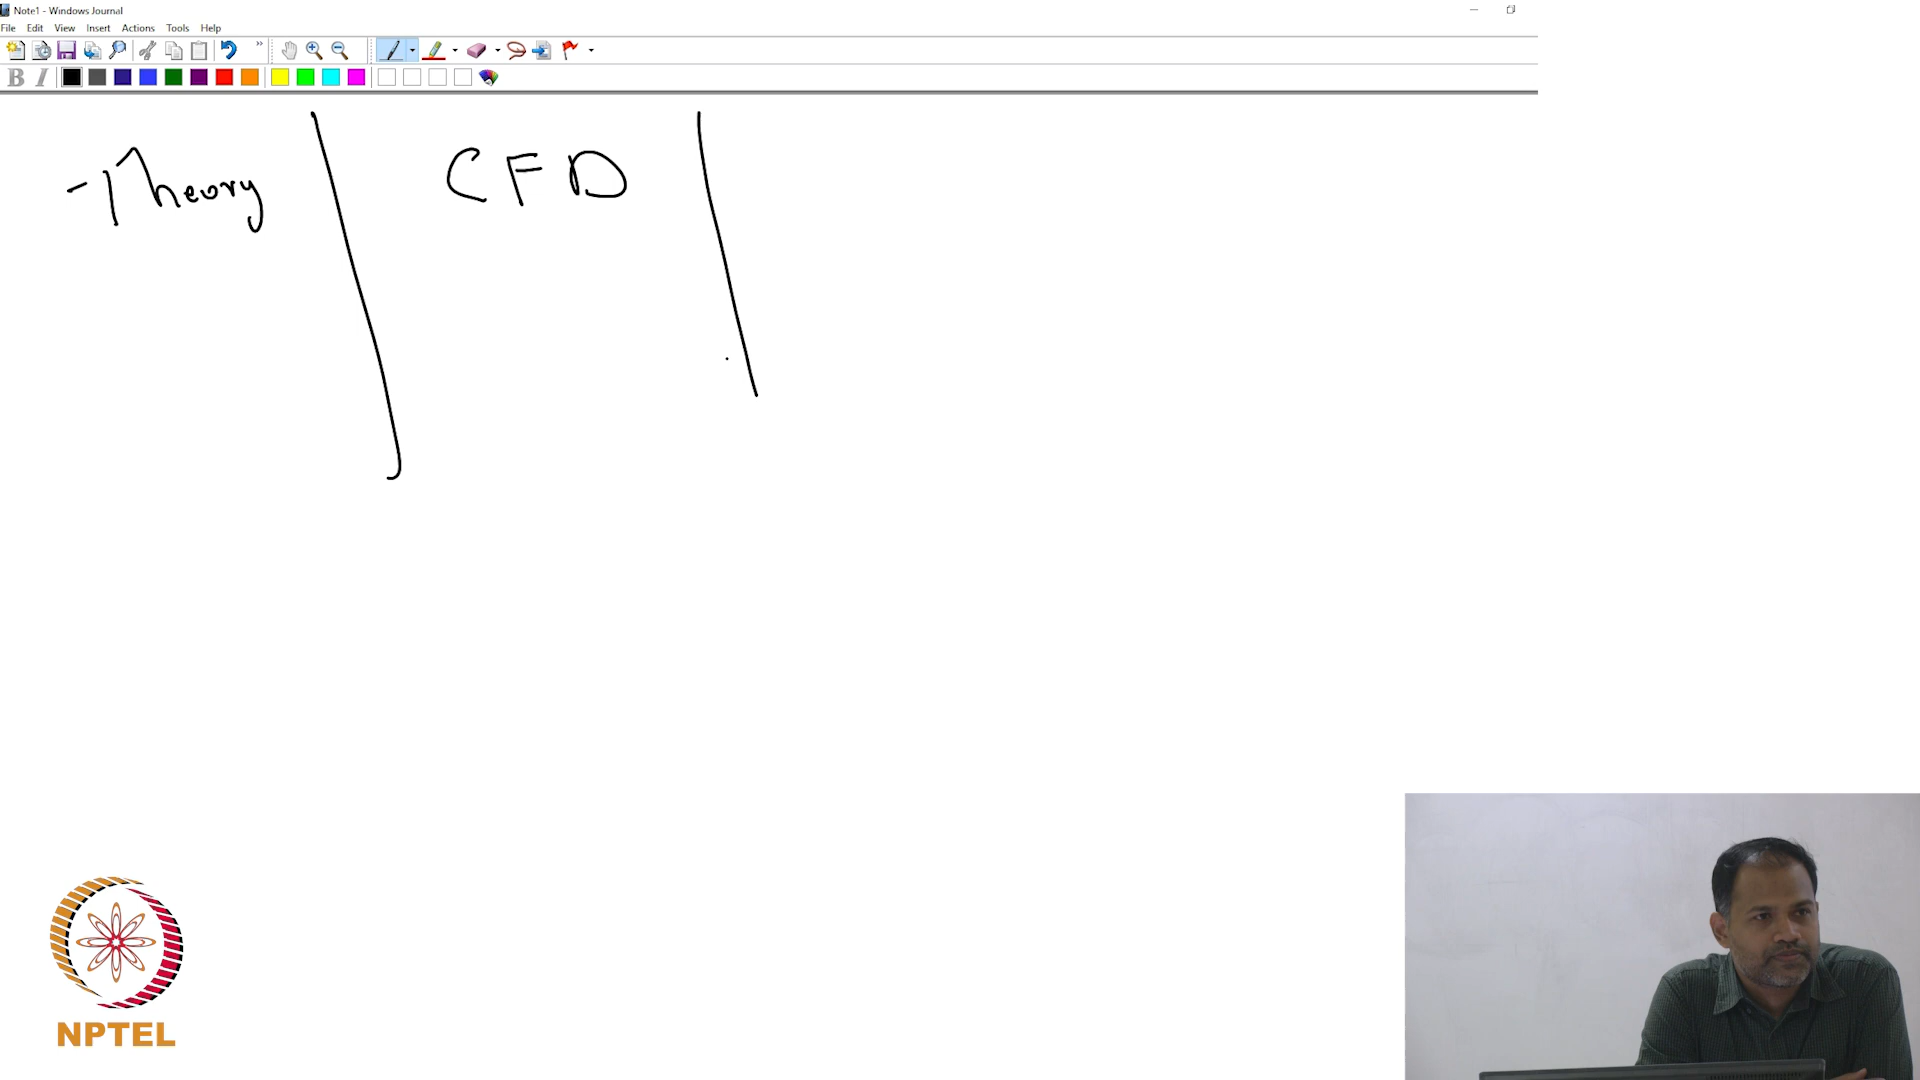 Note1 - Windows Journal
File Edit View Insert Actions Tools Help
B I
- Theory
CFD
NPTEL